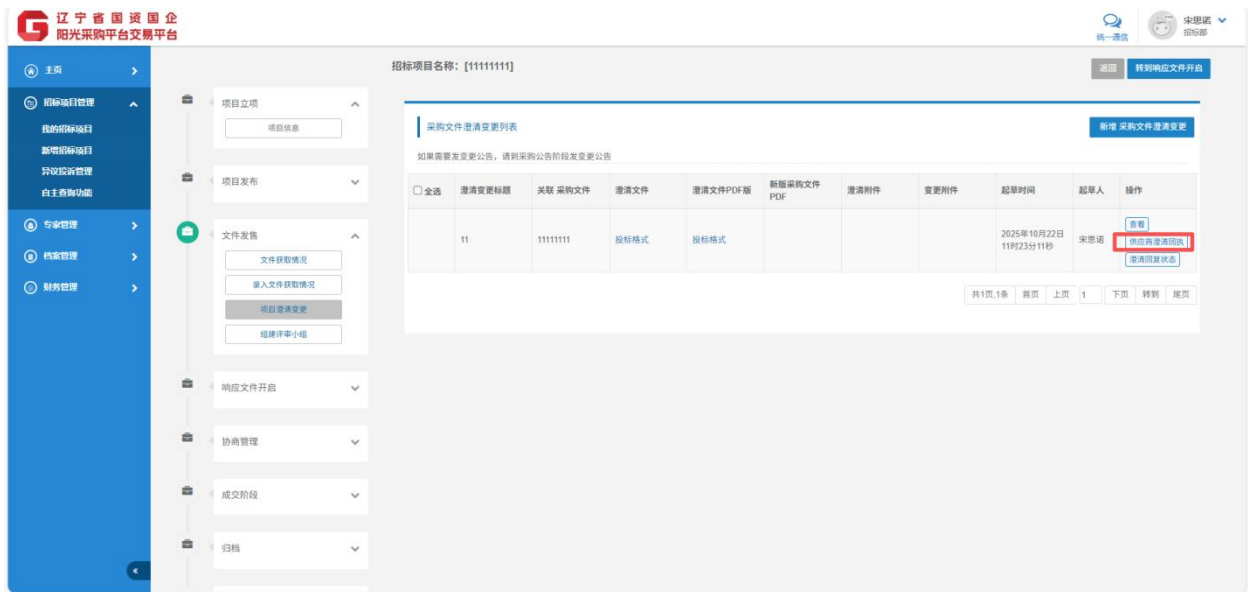 辽宁省国资国企
阳光采购平台交易平台
统一通信
宋思诺
招标部
主页
招标项目管理
我的招标项目
新增招标项目
异议投诉管理
自主查询功能
专家管理
档案管理
财务管理
项目立项
项目信息
项目发布
文件发售
文件获取情况
录入文件获取情况
项目澄清变更
组建评审小组
响应文件开启
协商管理
成交阶段
归档
招标项目名称：[11111111]
返回 转到响应文件开启
采购文件澄清变更列表
新增 采购文件澄清变更
如果需要发变更公告，请到采购公告阶段发变更公告
全选 澄清变更标题 关联 采购文件 澄清文件 澄清文件PDF版 新版采购文件PDF 澄清附件 变更附件 起草时间 起草人 操作
11 11111111 投标格式 投标格式 2025年10月22日 11时23分11秒 宋思诺 查看
供应商澄清回执
澄清回复状态
共1页,1条 首页 上页 1 下页 转到 尾页